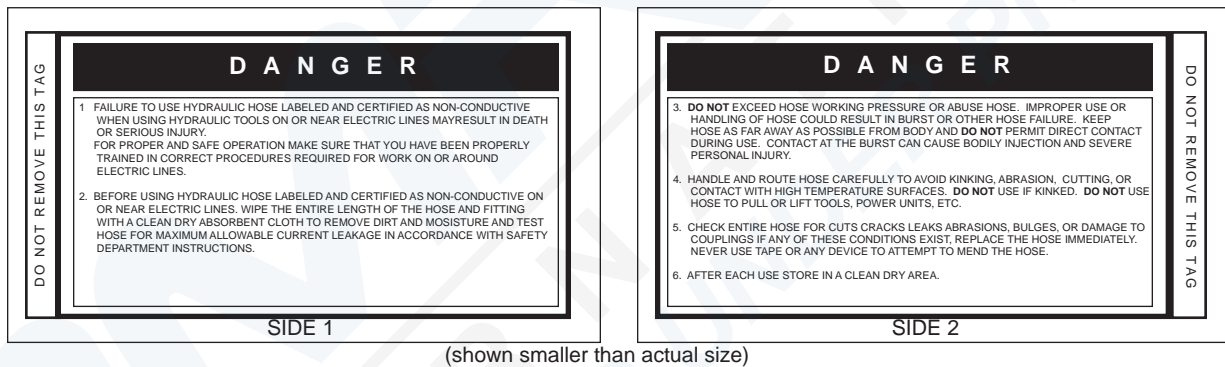 DO NOT REMOVE THIS TAG
D A N G E R
1 FAILURE TO USE HYDRAULIC HOSE LABELED AND CERTIFIED AS NON-CONDUCTIVE
WHEN USING HYDRAULIC TOOLS ON OR NEAR ELECTRIC LINES MAYRESULT IN DEATH
OR SERIOUS INJURY.
FOR PROPER AND SAFE OPERATION MAKE SURE THAT YOU HAVE BEEN PROPERLY
TRAINED IN CORRECT PROCEDURES REQUIRED FOR WORK ON OR AROUND
ELECTRIC LINES.
2. BEFORE USING HYDRAULIC HOSE LABELED AND CERTIFIED AS NON-CONDUCTIVE ON
OR NEAR ELECTRIC LINES. WIPE THE ENTIRE LENGTH OF THE HOSE AND FITTING
WITH A CLEAN DRY ABSORBENT CLOTH TO REMOVE DIRT AND MOSISTURE AND TEST
HOSE FOR MAXIMUM ALLOWABLE CURRENT LEAKAGE IN ACCORDANCE WITH SAFETY
DEPARTMENT INSTRUCTIONS.
SIDE 1
D A N G E R
3. DO NOT EXCEED HOSE WORKING PRESSURE OR ABUSE HOSE. IMPROPER USE OR
HANDLING OF HOSE COULD RESULT IN BURST OR OTHER HOSE FAILURE. KEEP
HOSE AS FAR AWAY AS POSSIBLE FROM BODY AND DO NOT PERMIT DIRECT CONTACT
DURING USE. CONTACT AT THE BURST CAN CAUSE BODILY INJECTION AND SEVERE
PERSONAL INJURY.
4. HANDLE AND ROUTE HOSE CAREFULLY TO AVOID KINKING, ABRASION, CUTTING, OR
CONTACT WITH HIGH TEMPERATURE SURFACES. DO NOT USE IF KINKED. DO NOT USE
HOSE TO PULL OR LIFT TOOLS, POWER UNITS, ETC.
5. CHECK ENTIRE HOSE FOR CUTS CRACKS LEAKS ABRASIONS, BULGES, OR DAMAGE TO
COUPLINGS IF ANY OF THESE CONDITIONS EXIST, REPLACE THE HOSE IMMEDIATELY.
NEVER USE TAPE OR ANY DEVICE TO ATTEMPT TO MEND THE HOSE.
6. AFTER EACH USE STORE IN A CLEAN DRY AREA.
DO NOT REMOVE THIS TAG
SIDE 2
(shown smaller than actual size)